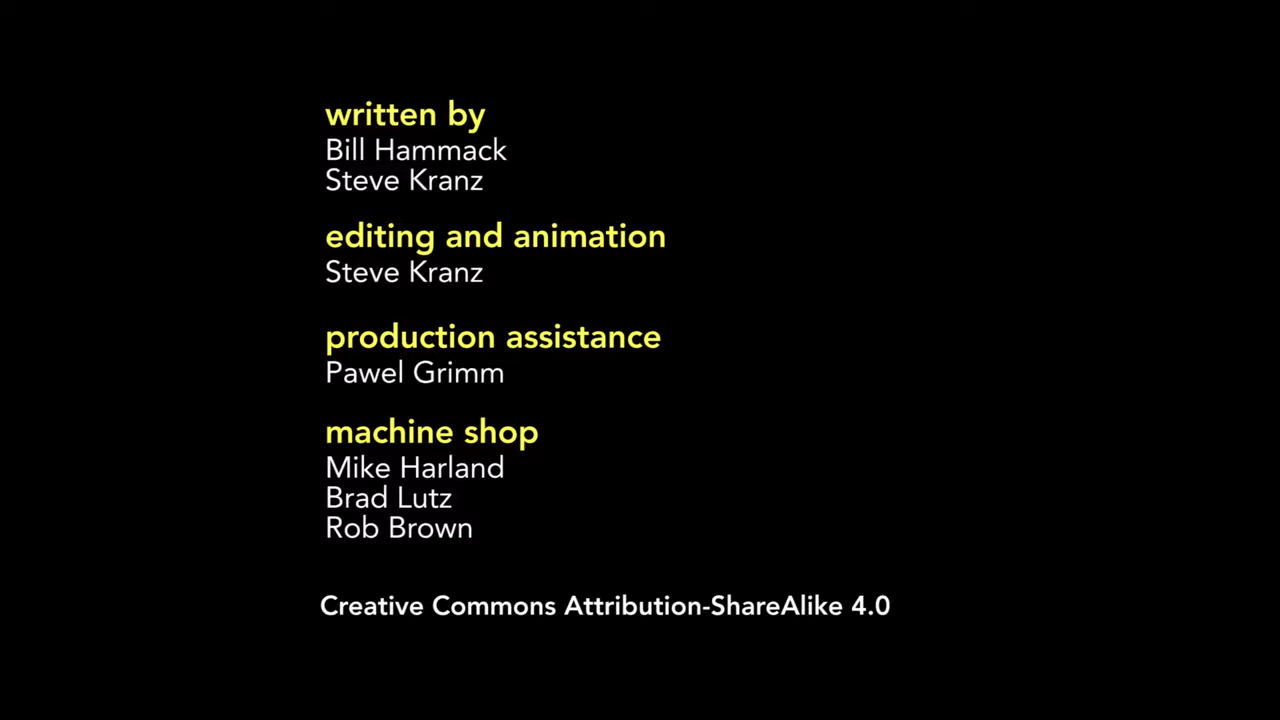 written by
Bill Hammack
Steve Kranz
editing and animation
Steve Kranz
production assistance
Pawel Grimm
machine shop
Mike Harland
Brad Lutz
Rob Brown
Creative Commons Attribution-ShareAlike 4.0